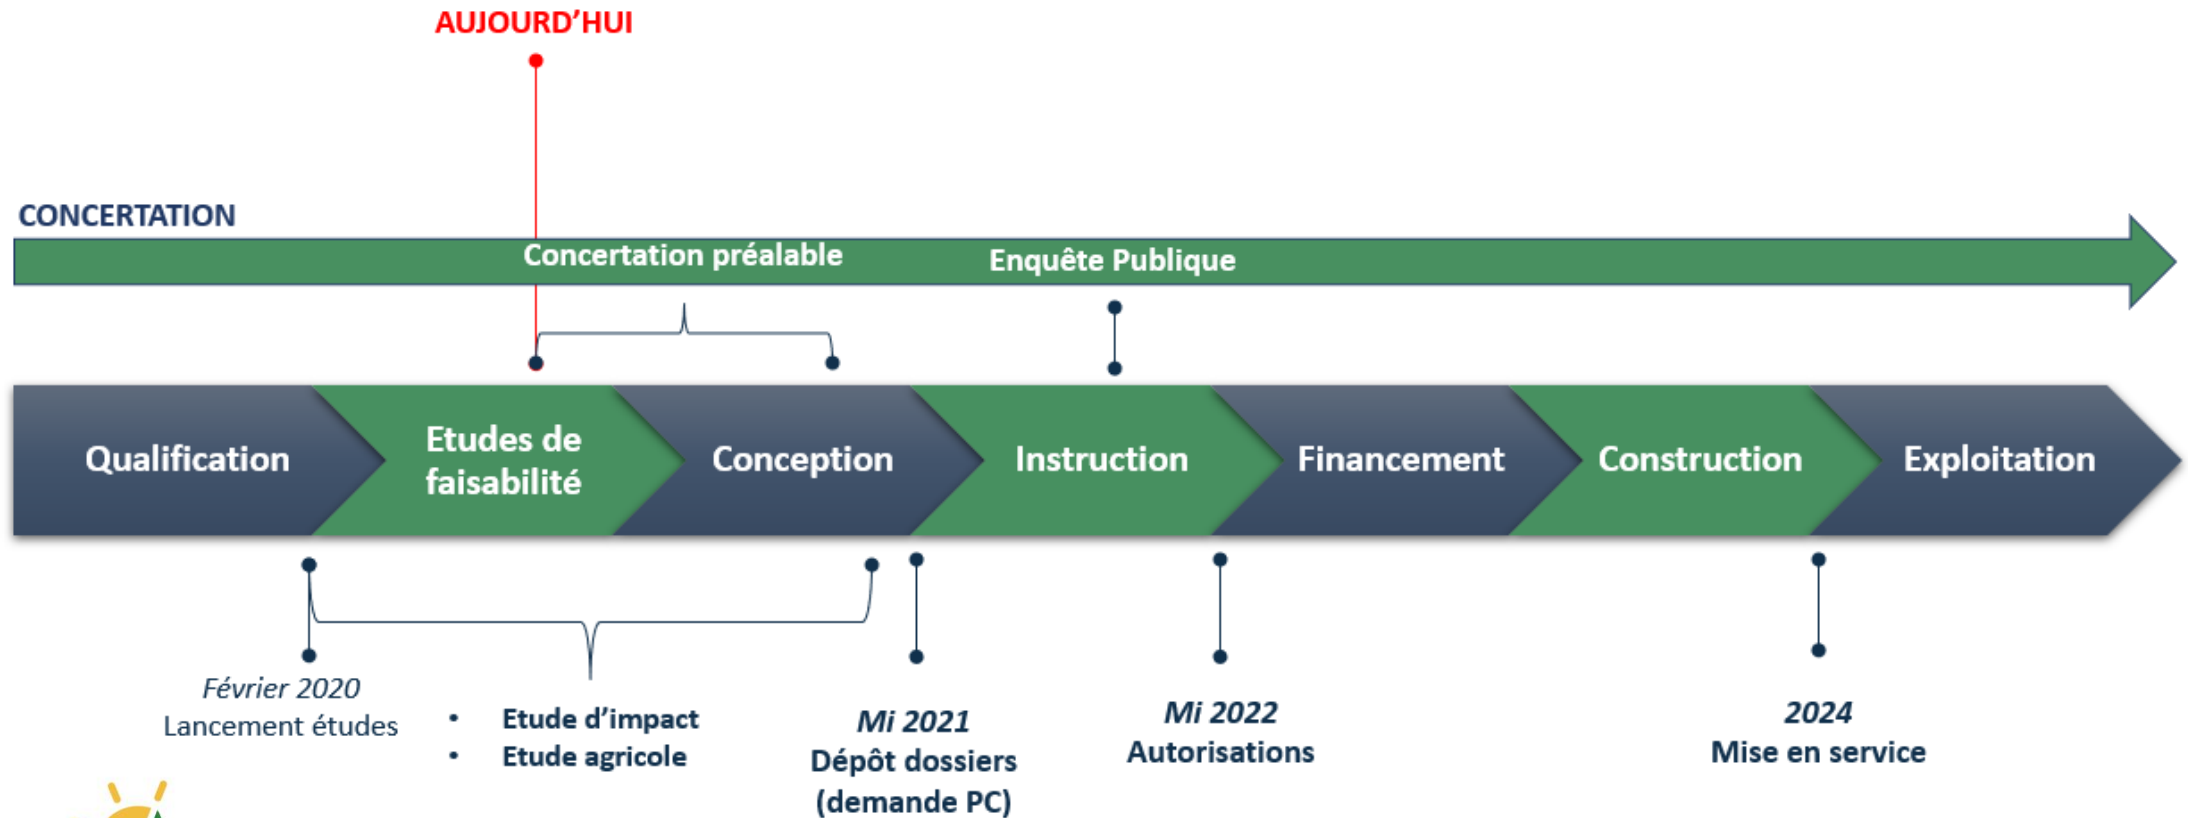 AUJOURD’HUI
CONCERTATION
Concertation préalable
Enquête Publique
Qualification
Etudes de
faisabilité
Conception
Instruction
Financement
Construction
Exploitation
Février 2020
Lancement études
• Etude d’impact
• Etude agricole
Mi 2021
Dépôt dossiers
(demande PC)
Mi 2022
Autorisations
2024
Mise en service